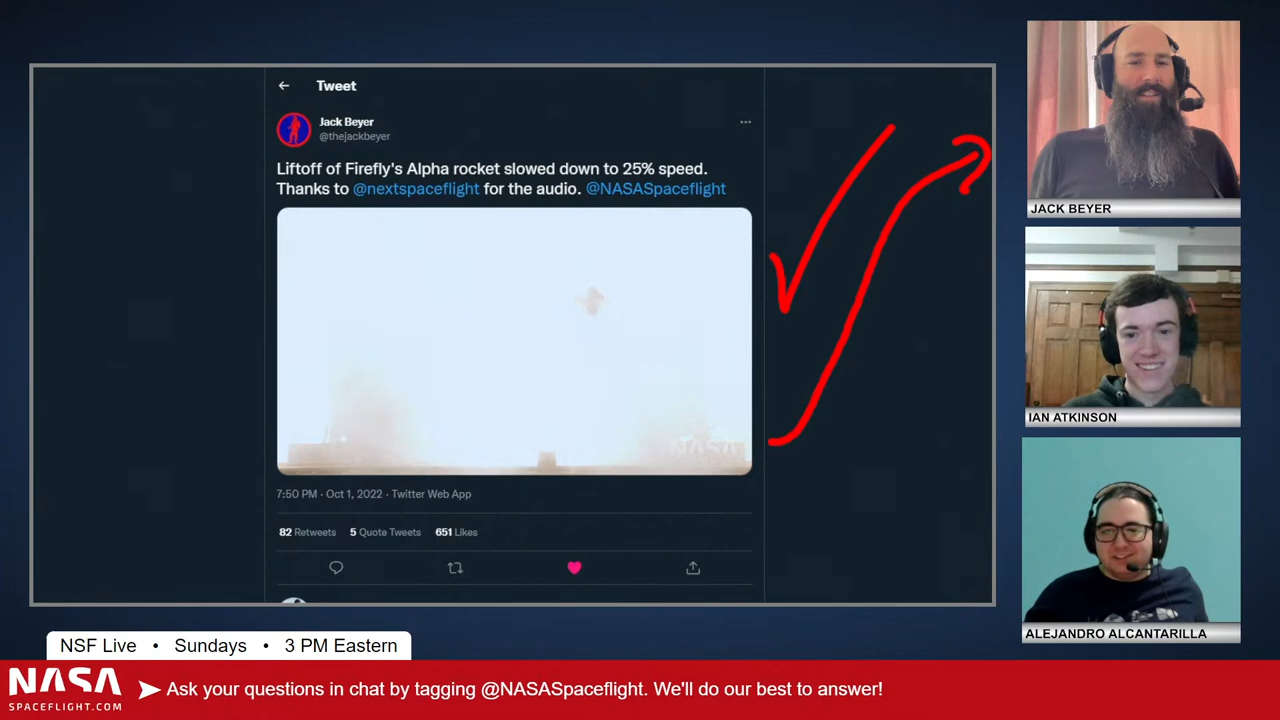 Tweet
Jack Beyer
@thejackbeyer
Liftoff of Firefly's Alpha rocket slowed down to 25% speed.
Thanks to @nextspaceflight for the audio. @NASASpaceflight
NASA
7:50 PM · Oct 1, 2022 · Twitter Web App
82 Retweets 5 Quote Tweets 651 Likes
JACK BEYER
IAN ATKINSON
ALEJANDRO ALCANTARILLA
NSF Live • Sundays • 3 PM Eastern
NASA
SPACEFLIGHT.COM
Ask your questions in chat by tagging @NASASpaceflight. We'll do our best to answer!